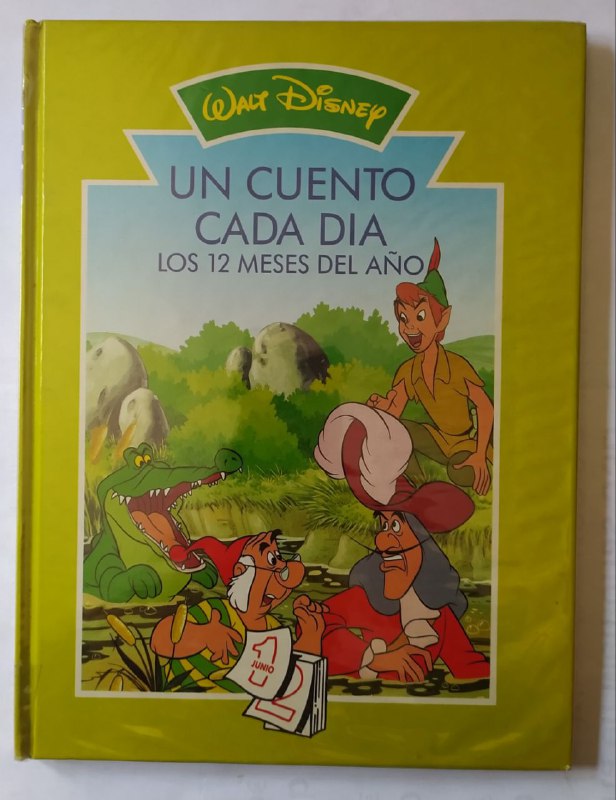 WALT DISNEY
UN CUENTO
CADA DIA
LOS 12 MESES DEL AÑO
1
JUNIO
2